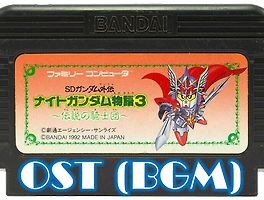 BANDAI
ファミリーコンピュータ
SDガンダム外伝
ナイトガンダム物語3
～伝説の騎士団～
©創通エージェンシー・サンライズ
©BANDAI 1992 MADE IN JAPAN
OST (BGM)